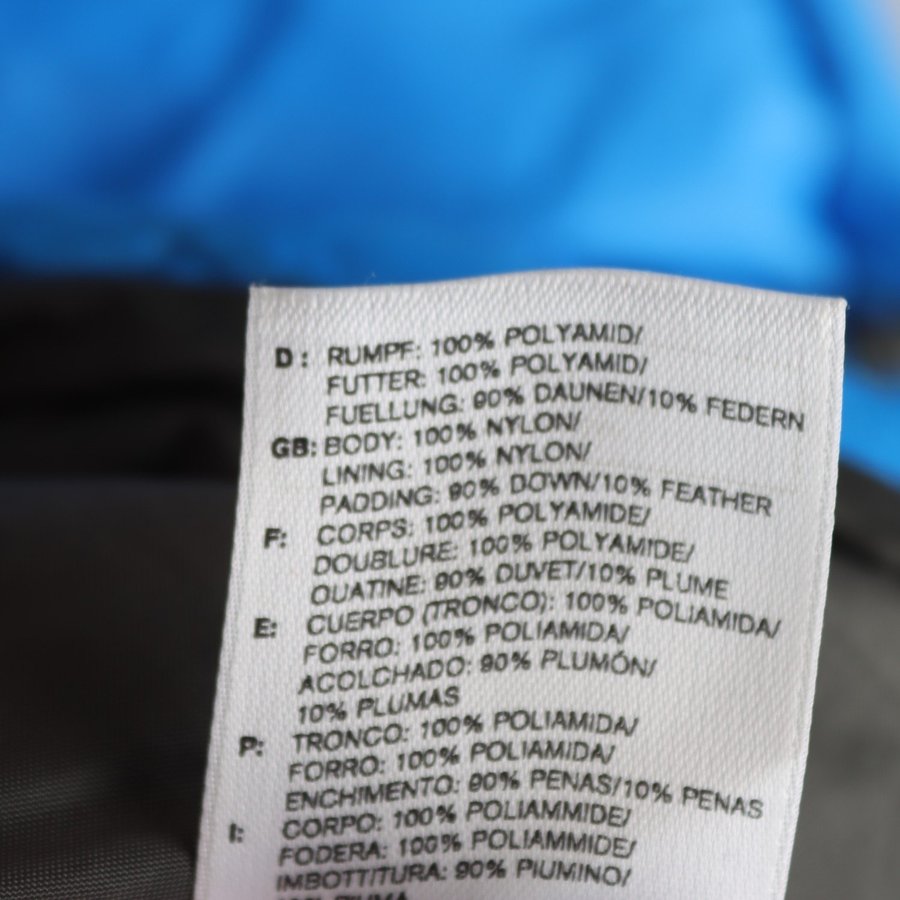 D: RUMPF: 100% POLYAMID/
FUTTER: 100% POLYAMID/
FUELLUNG: 90% DAUNEN/10% FEDERN
GB: BODY: 100% NYLON/
LINING: 100% NYLON/
PADDING: 90% DOWN/10% FEATHER
F: CORPS: 100% POLYAMIDE/
DOUBLURE: 100% POLYAMIDE/
OUATINE: 90% DUVET/10% PLUME
E: CUERPO (TRONCO): 100% POLIAMIDA/
FORRO: 100% POLIAMIDA/
ACOLCHADO: 90% PLUMÓN/
10% PLUMAS
P: TRONCO: 100% POLIAMIDA/
FORRO: 100% POLIAMIDA/
ENCHIMENTO: 90% PENAS/10% PENAS
I: CORPO: 100% POLIAMMIDE/
FODERA: 100% POLIAMMIDE/
IMBOTTITURA: 90% PIUMINO/
10% PIUMA